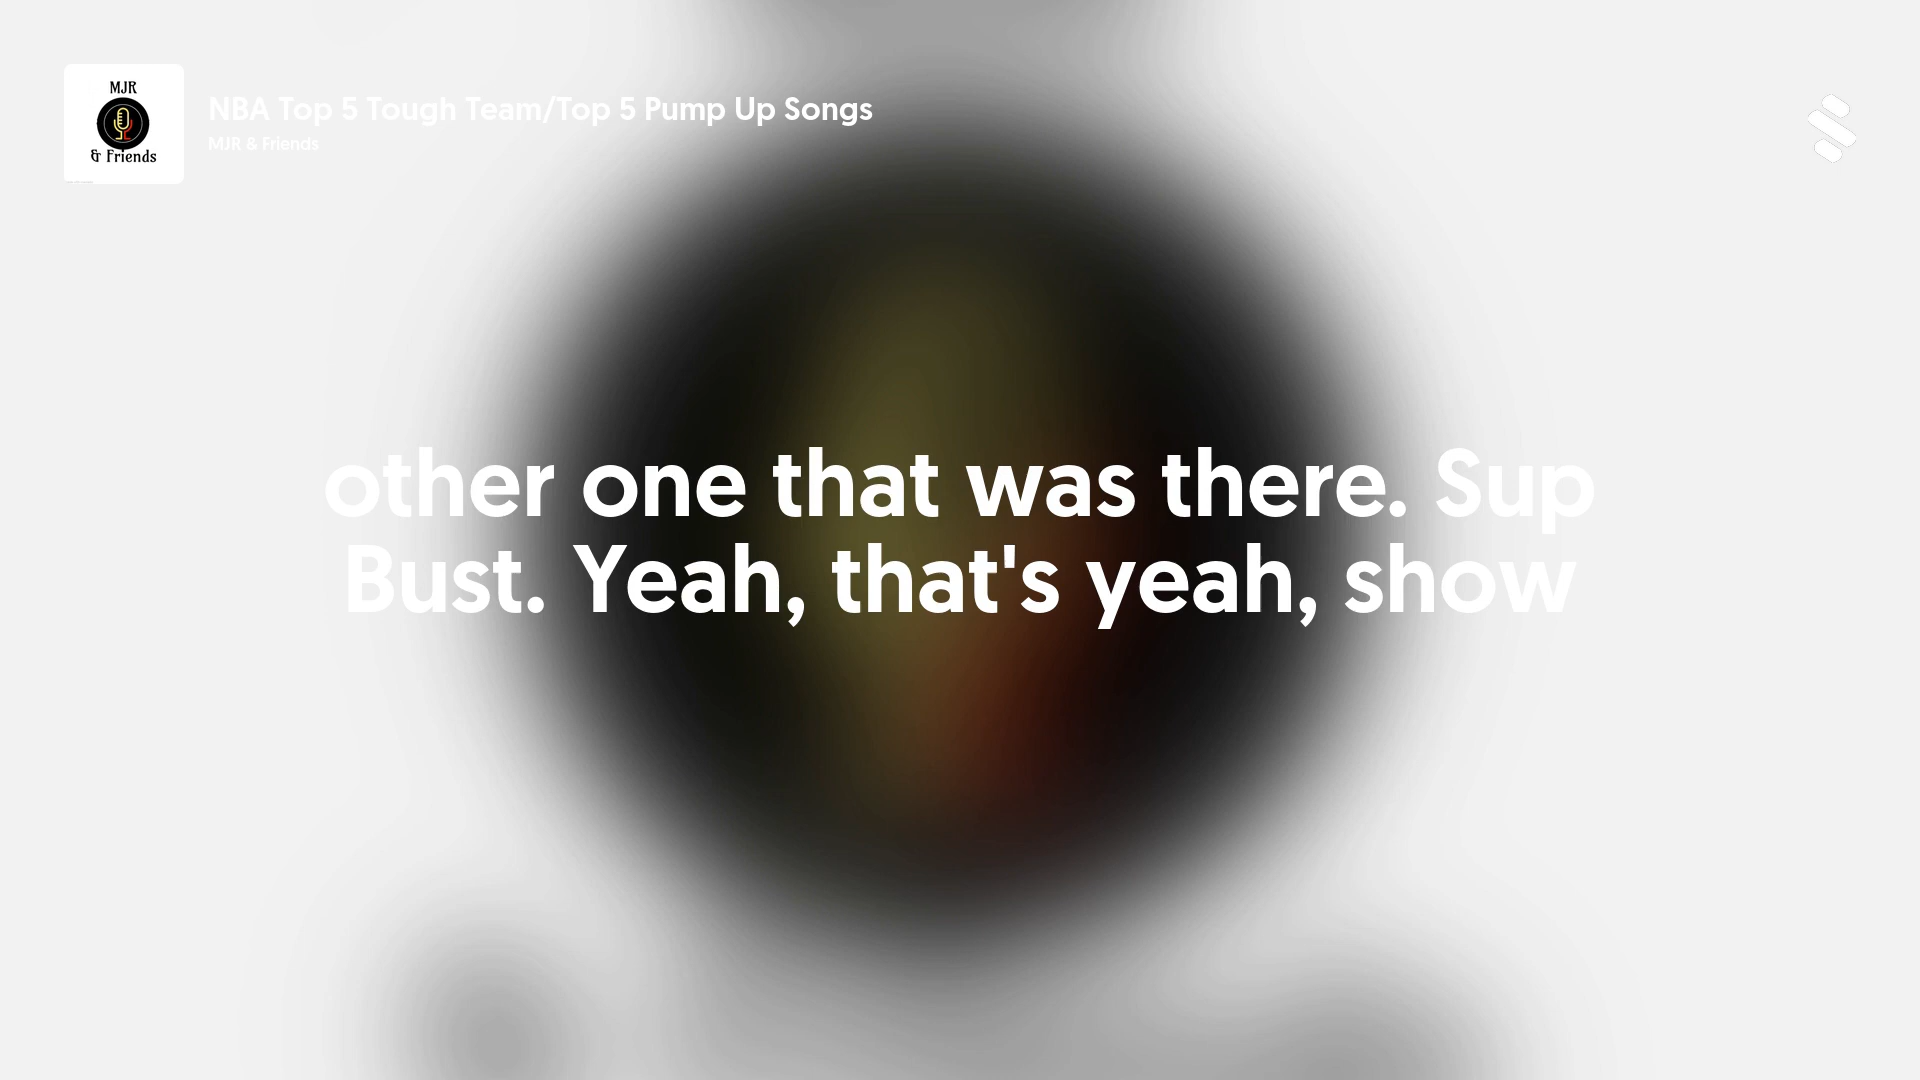 MJR
& Friends
NBA Top 5 Tough Team/Top 5 Pump Up Songs
MJR & Friends
other one that was there. Sup
Bust. Yeah, that's yeah, show